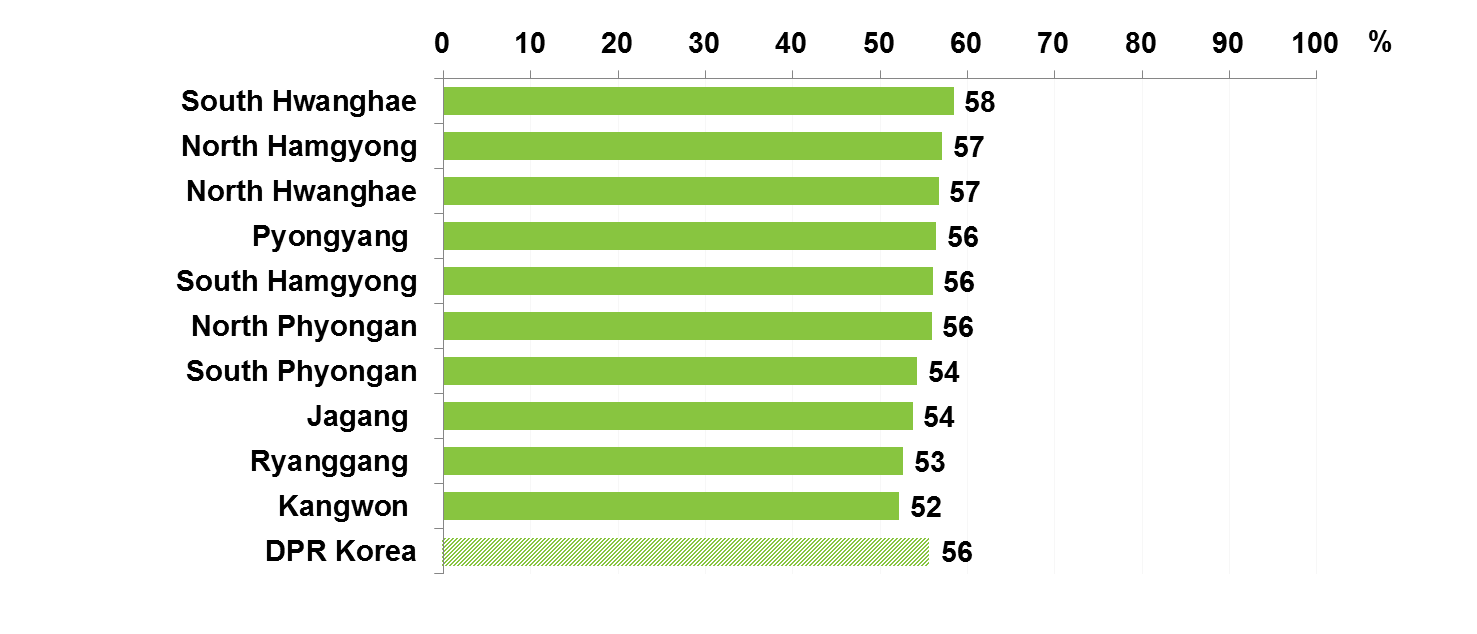 0 10 20 30 40 50 60 70 80 90 100 %
South Hwanghae 58
North Hamgyong 57
North Hwanghae 57
Pyongyang 56
South Hamgyong 56
North Phyongan 56
South Phyongan 54
Jagang 54
Ryanggang 53
Kangwon 52
DPR Korea 56